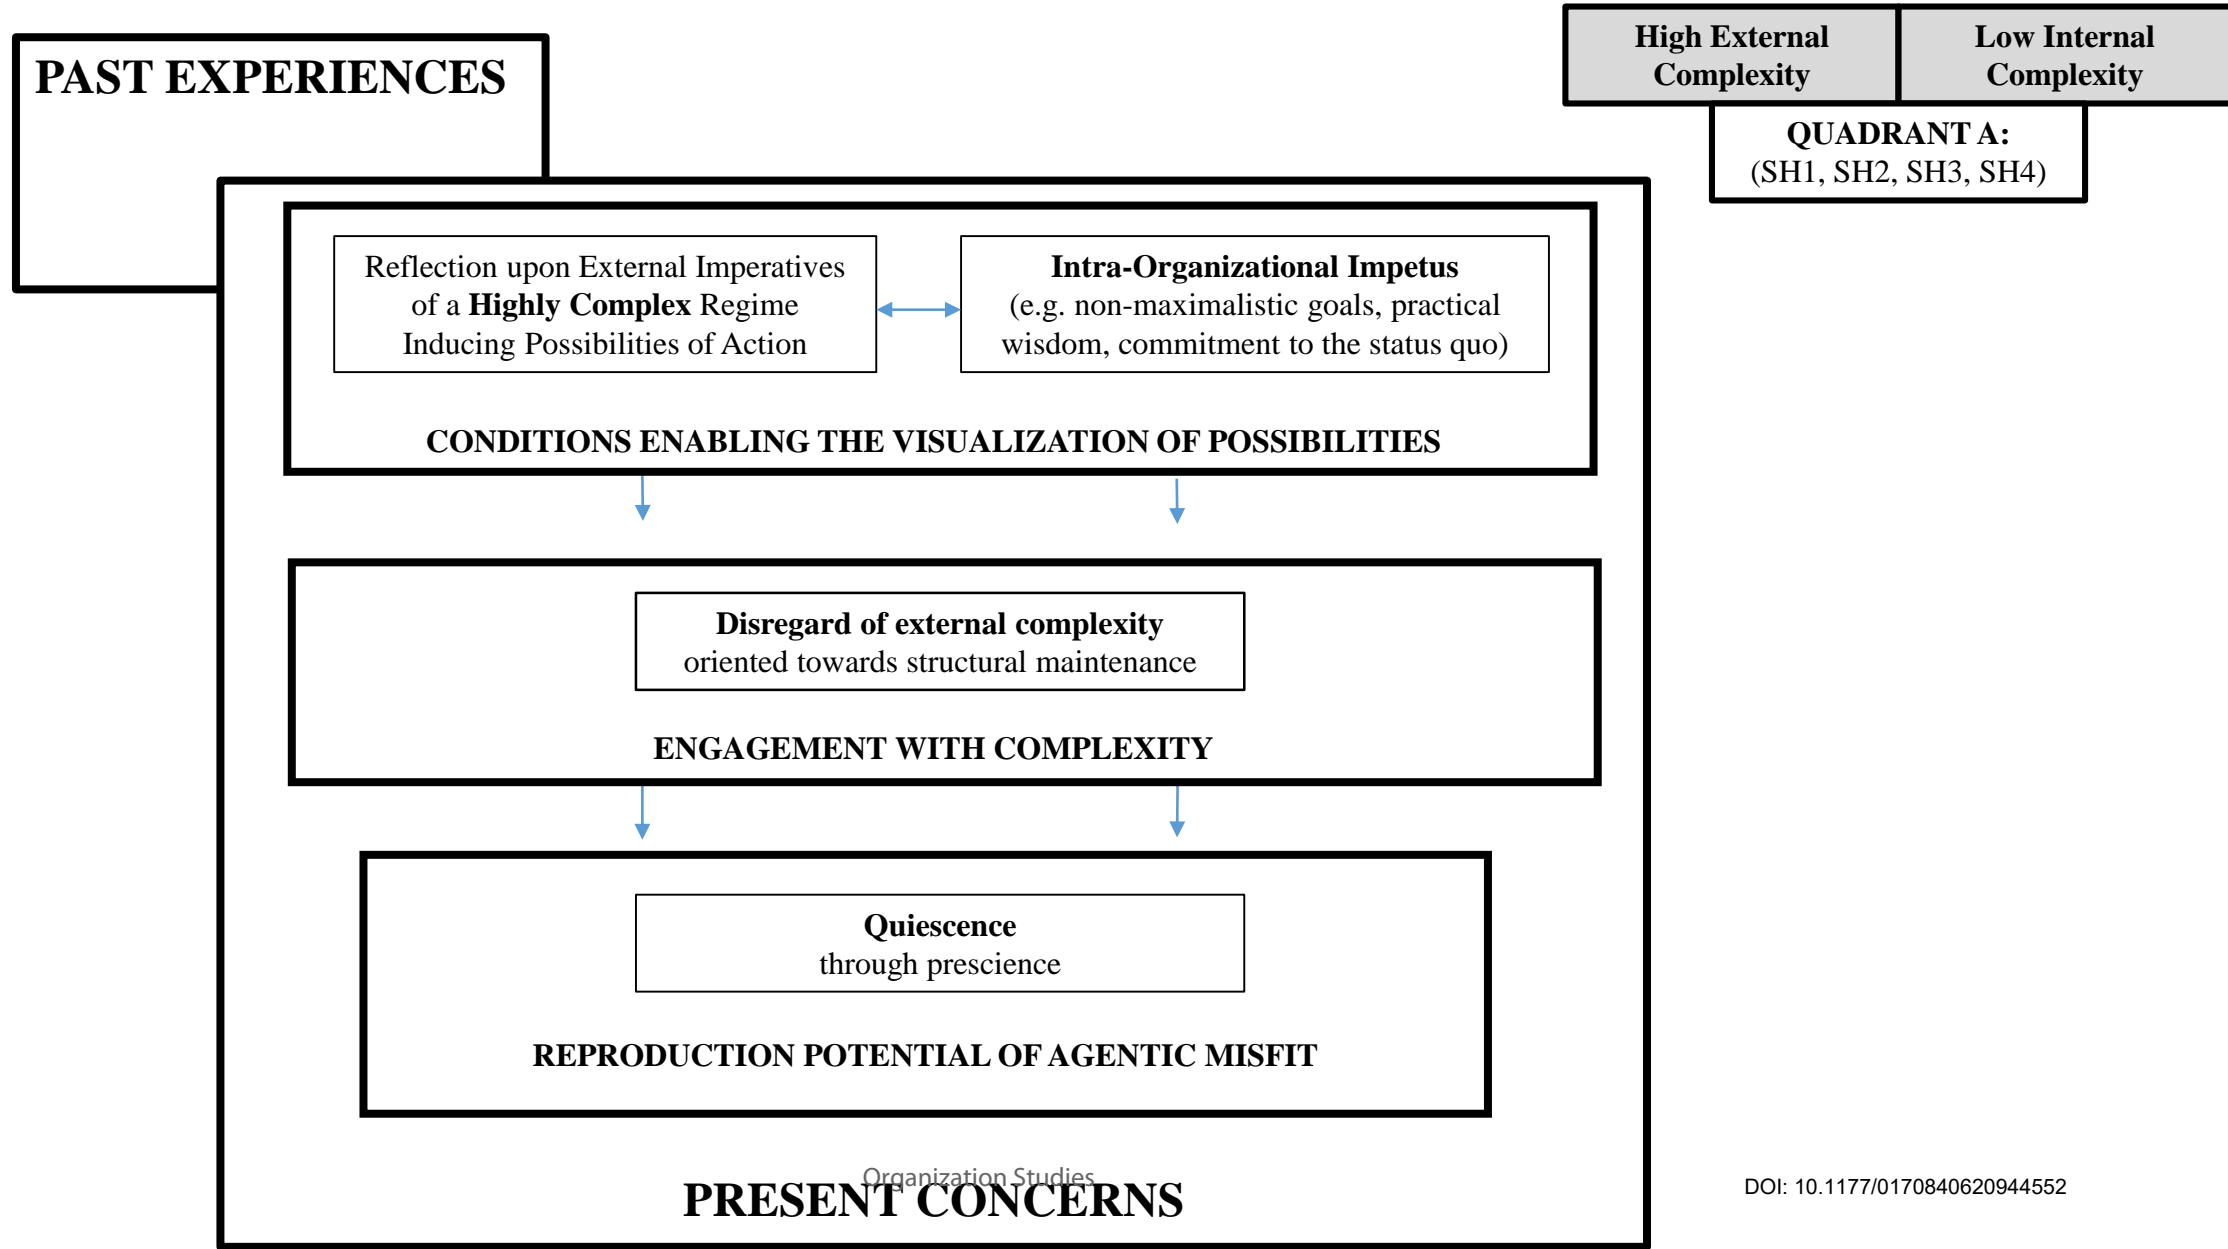 PAST EXPERIENCES
High External
Complexity
Low Internal
Complexity
QUADRANT A:
(SH1, SH2, SH3, SH4)
Reflection upon External Imperatives
of a Highly Complex Regime
Inducing Possibilities of Action
Intra-Organizational Impetus
(e.g. non-maximalistic goals, practical
wisdom, commitment to the status quo)
CONDITIONS ENABLING THE VISUALIZATION OF POSSIBILITIES
Disregard of external complexity
oriented towards structural maintenance
ENGAGEMENT WITH COMPLEXITY
Quiescence
through prescience
REPRODUCTION POTENTIAL OF AGENTIC MISFIT
Organization Studies
PRESENT CONCERNS
DOI: 10.1177/0170840620944552